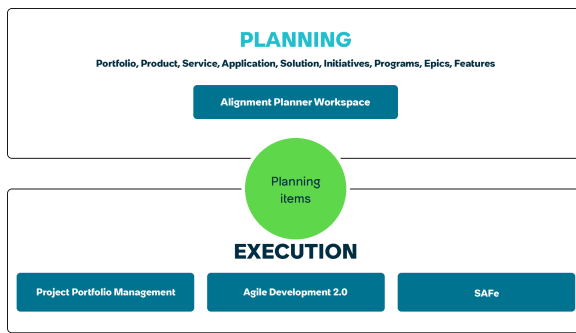 PLANNING
Portfolio, Product, Service, Application, Solution, Initiatives, Programs, Epics, Features
Alignment Planner Workspace
Planning
items
EXECUTION
Project Portfolio Management
Agile Development 2.0
SAFe